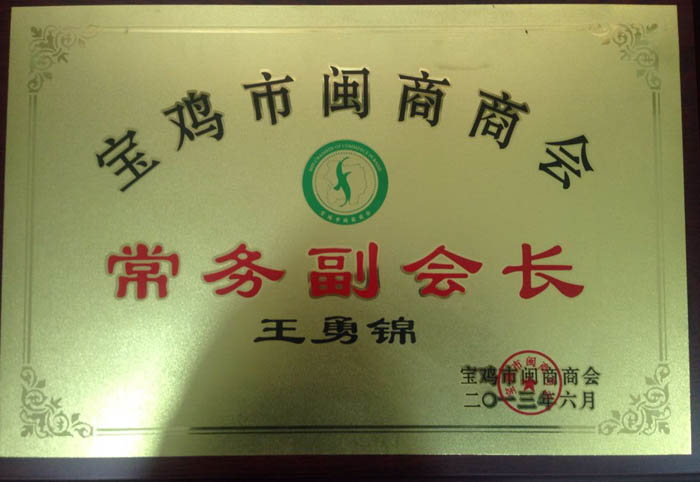 宝鸡市闽商商会
常务副会长
王勇锦
宝鸡市闽商商会
二〇一三年六月